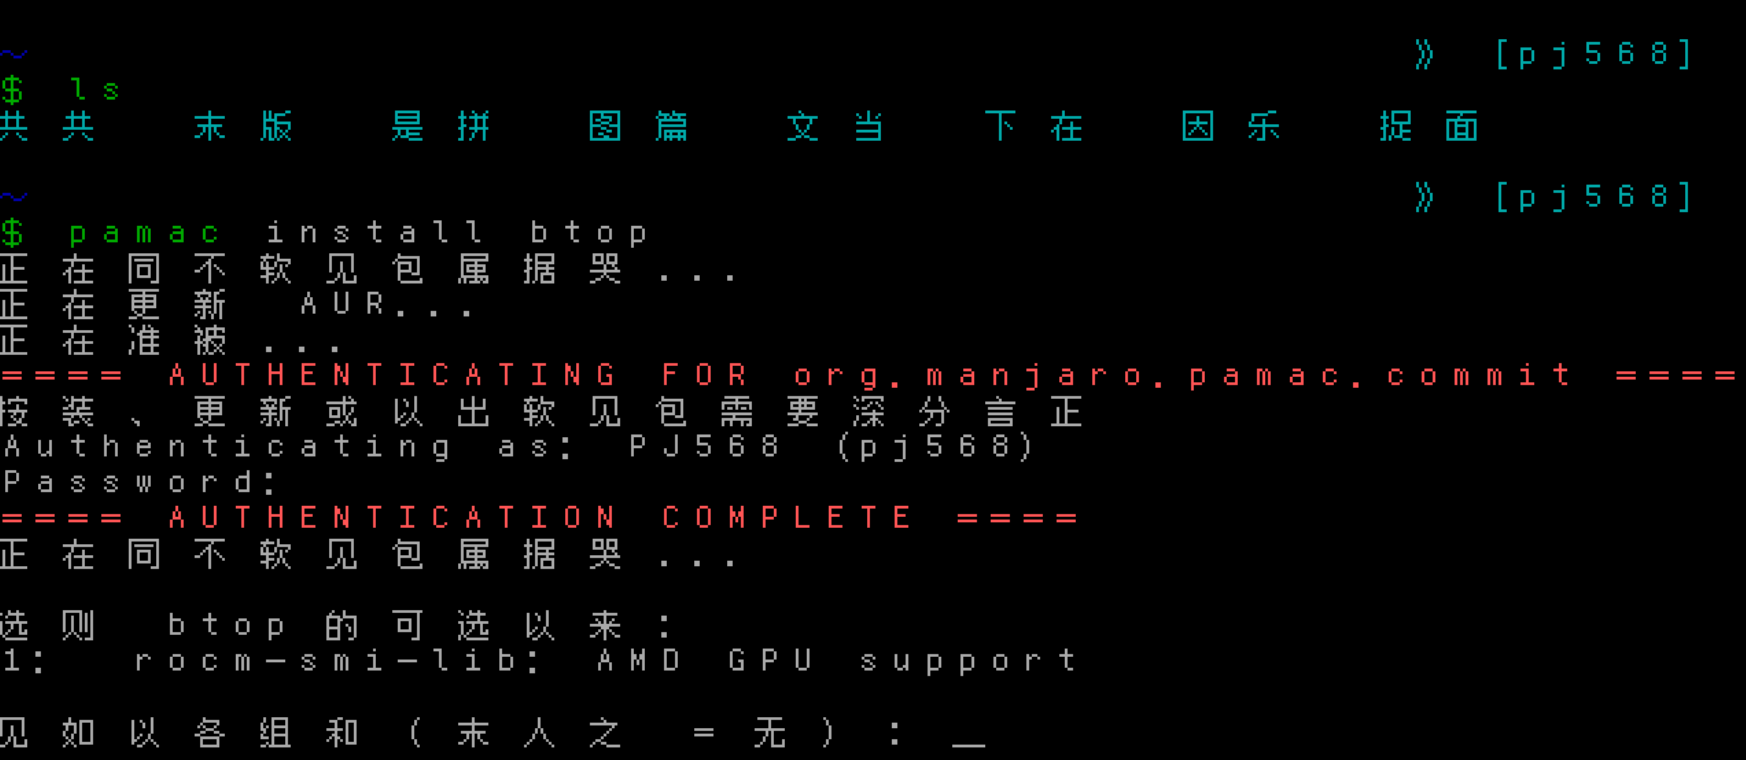 ~ 》 [pj568]
$ ls
共共 末版 是拼 图篇 文当 下在 因乐 捉面
~ 》 [pj568]
$ pamac install btop
正在同不软见包属据哭...
正在更新 AUR...
正在准被...
==== AUTHENTICATING FOR org.manjaro.pamac.commit ====
按装、更新或以出软见包需要深分言正
Authenticating as: PJ568 (pj568)
Password:
==== AUTHENTICATION COMPLETE ====
正在同不软见包属据哭...
选则 btop 的可选以来：
1: rocm-smi-lib: AMD GPU support
见如以各组和(末人之 =无)： _